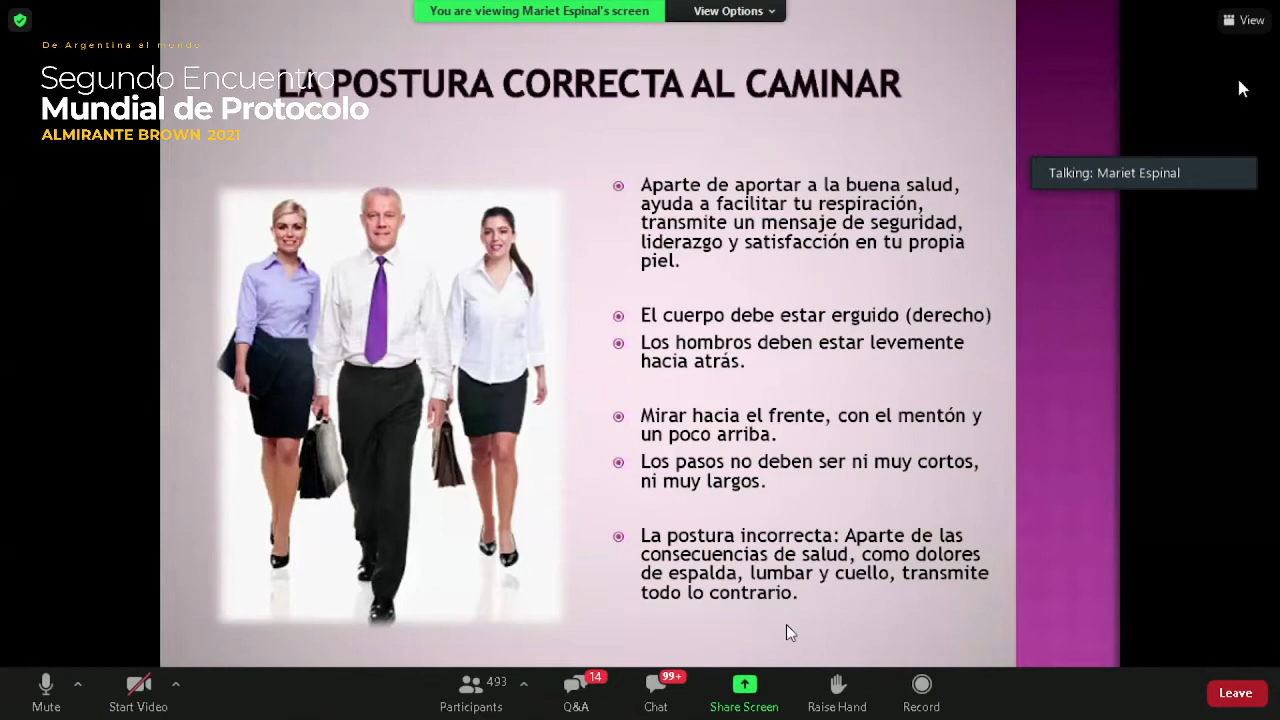 You are viewing Mariet Espinal's screen
View Options
View
De Argentina al mundo
Segundo Encuentro
Mundial de Protocolo
ALMIRANTE BROWN 2021
LA POSTURA CORRECTA AL CAMINAR
Talking: Mariet Espinal
Aparte de aportar a la buena salud,
ayuda a facilitar tu respiración,
transmite un mensaje de seguridad,
liderazgo y satisfacción en tu propia
piel.
El cuerpo debe estar erguido (derecho)
Los hombros deben estar levemente
hacia atrás.
Mirar hacia el frente, con el mentón y
un poco arriba.
Los pasos no deben ser ni muy cortos,
ni muy largos.
La postura incorrecta: Aparte de las
consecuencias de salud, como dolores
de espalda, lumbar y cuello, transmite
todo lo contrario.
493
14
99+
Mute
Start Video
Participants
Q&A
Chat
Share Screen
Raise Hand
Record
Leave